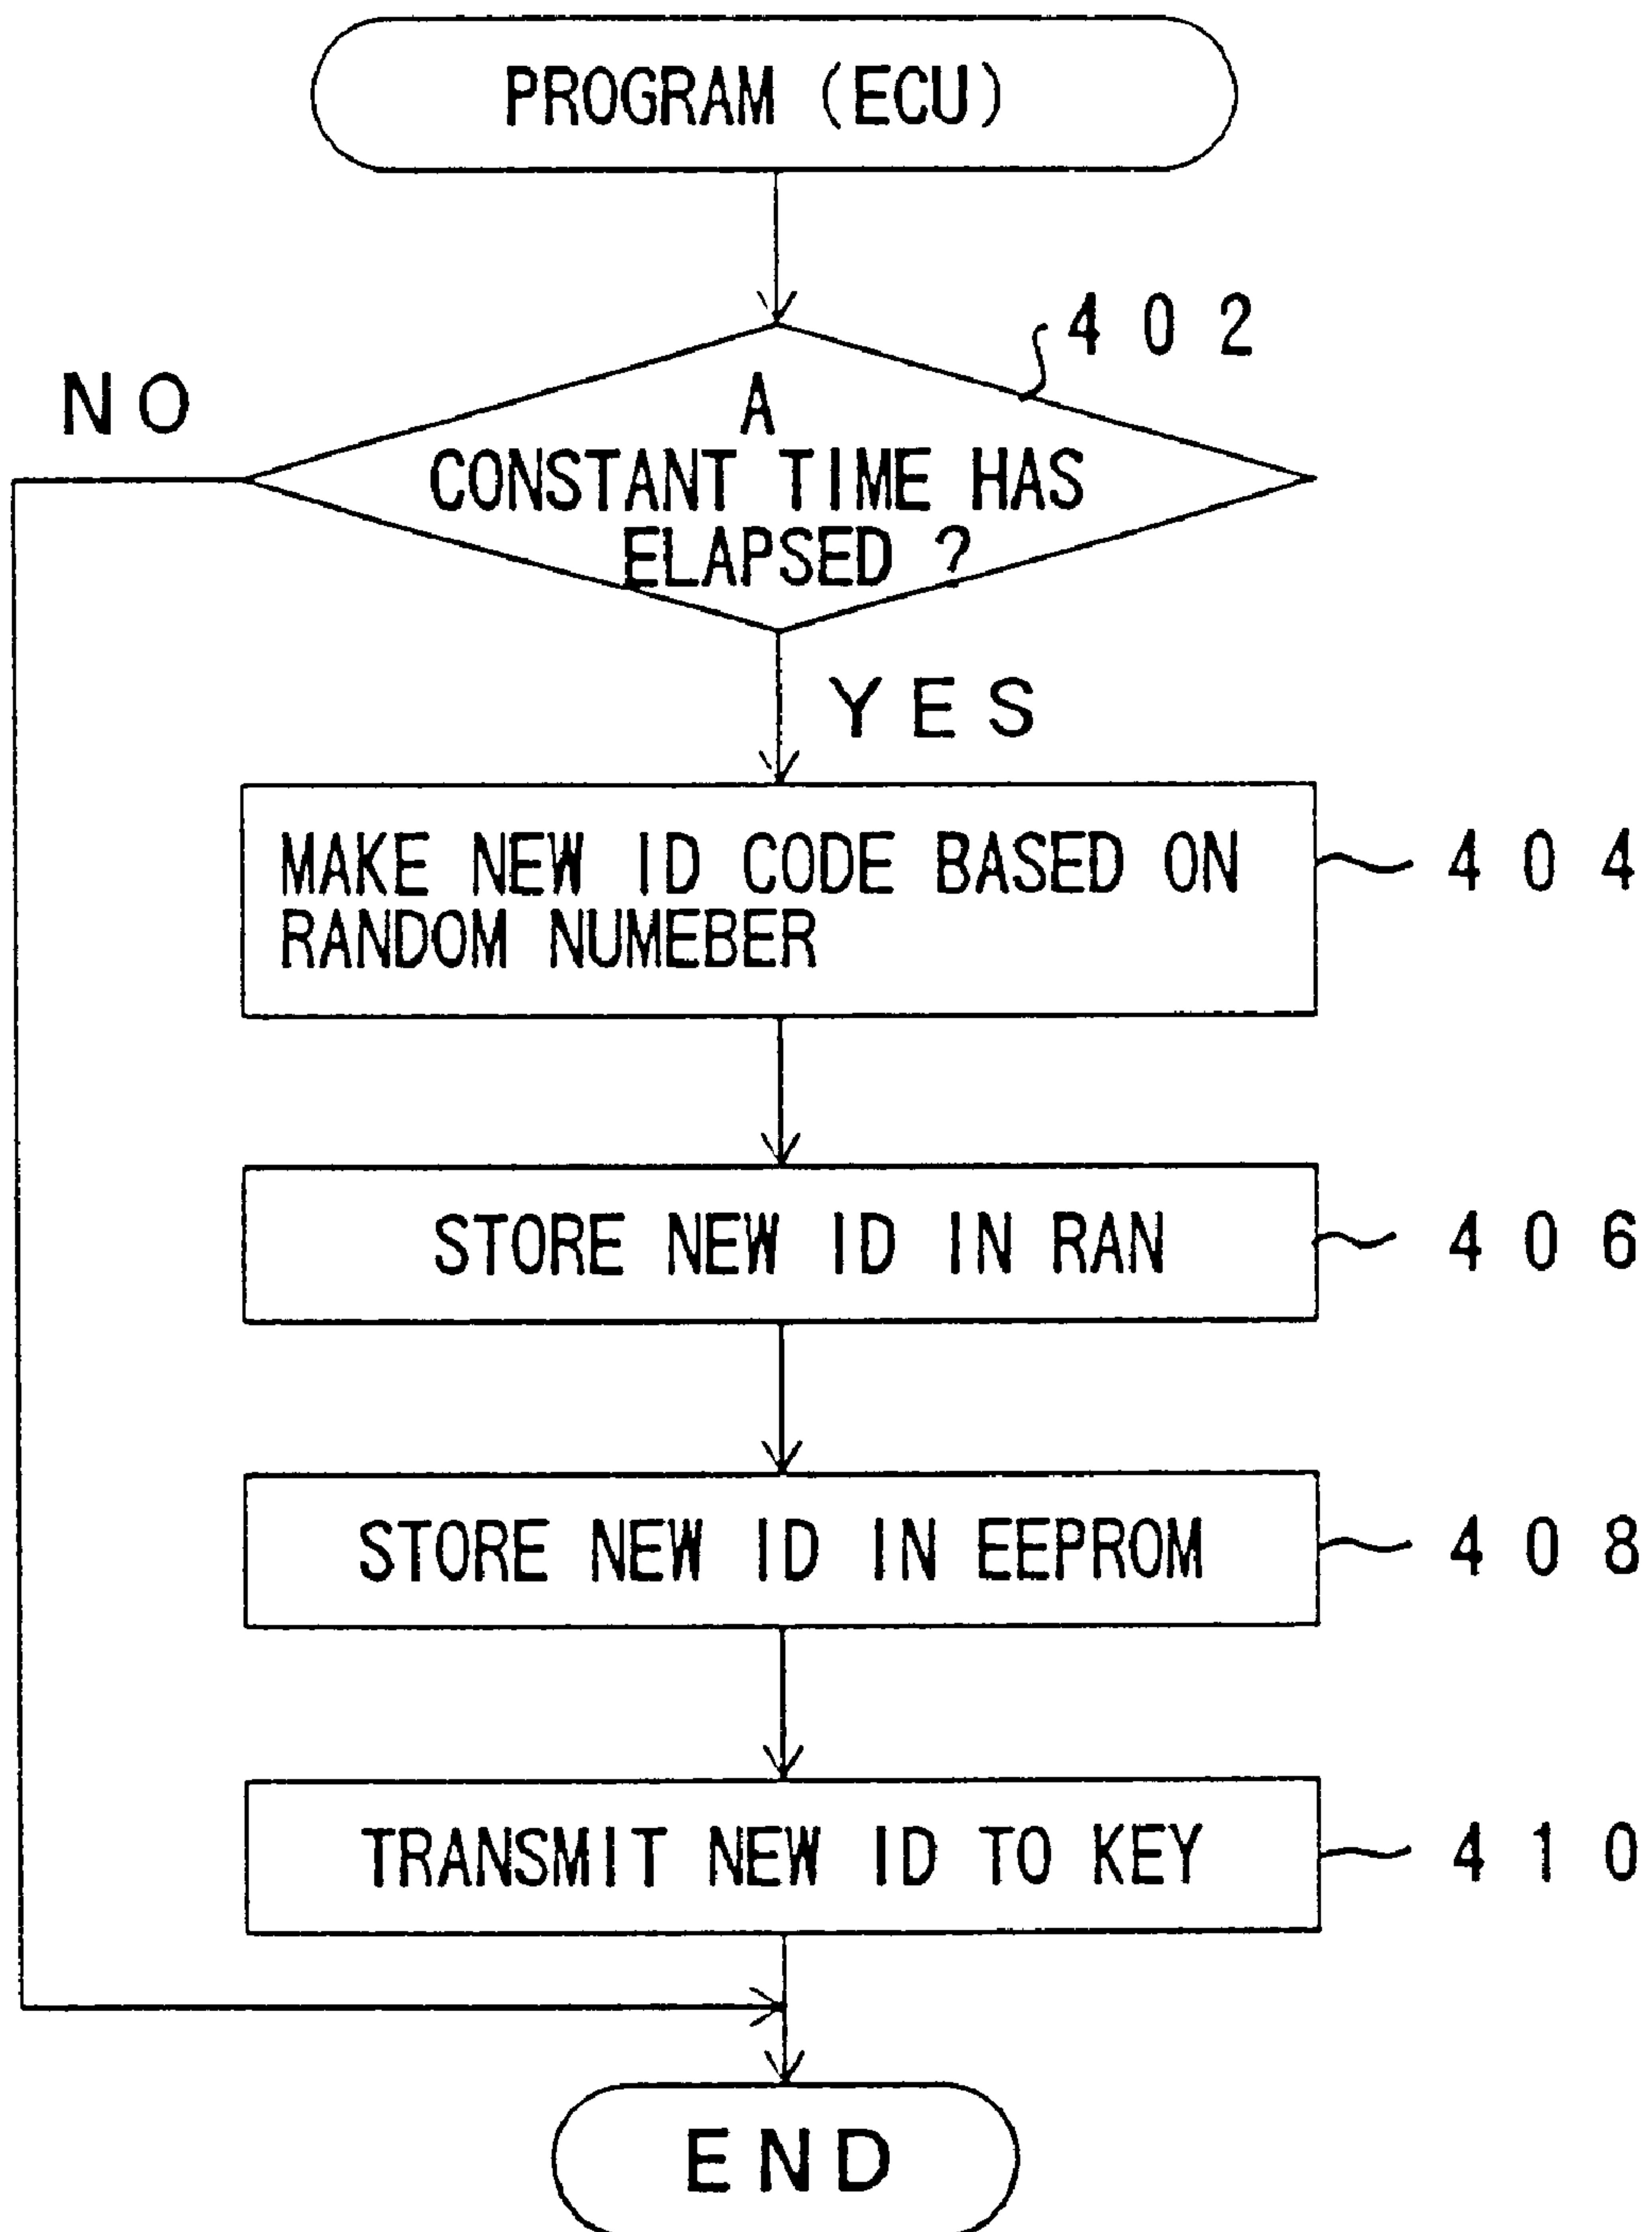 PROGRAM (ECU)
402
NO
A
CONSTANT TIME HAS
ELAPSED ?
YES
MAKE NEW ID CODE BASED ON
RANDOM NUMEBER
404
STORE NEW ID IN RAN
406
STORE NEW ID IN EEPROM
408
TRANSMIT NEW ID TO KEY
410
END